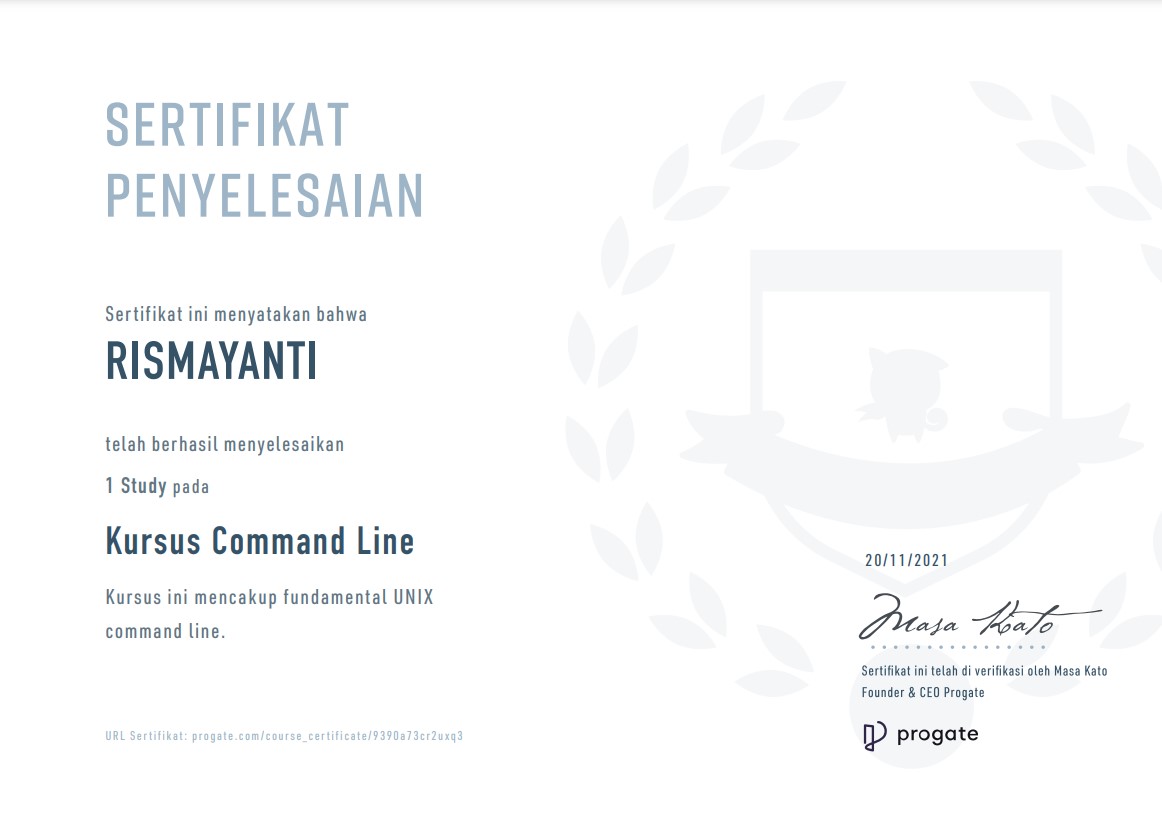 SERTIFIKAT
PENYELESAIAN
Sertifikat ini menyatakan bahwa
RISMAYANTI
telah berhasil menyelesaikan
1 Study pada
Kursus Command Line
Kursus ini mencakup fundamental UNIX
command line.
20/11/2021
Masa Kato
Sertifikat ini telah di verifikasi oleh Masa Kato
Founder & CEO Progate
progate
URL Sertifikat: progate.com/course_certificate/9390a73cr2uxq3